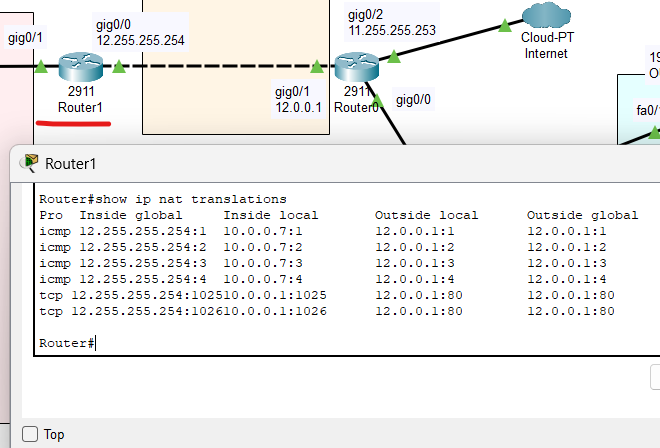 gig0/1
gig0/0
12.255.255.254
2911
Router1
gig0/2
11.255.255.253
Cloud-PT
Internet
gig0/1
12.0.0.1
2911
Router0
gig0/0
fa0/
Router1
Router#show ip nat translations
Pro  Inside global     Inside local       Outside local      Outside global
icmp 12.255.255.254:1  10.0.0.7:1         12.0.0.1:1         12.0.0.1:1
icmp 12.255.255.254:2  10.0.0.7:2         12.0.0.1:2         12.0.0.1:2
icmp 12.255.255.254:3  10.0.0.7:3         12.0.0.1:3         12.0.0.1:3
icmp 12.255.255.254:4  10.0.0.7:4         12.0.0.1:4         12.0.0.1:4
tcp 12.255.255.254:102510.0.0.1:1025      12.0.0.1:80        12.0.0.1:80
tcp 12.255.255.254:102610.0.0.1:1026      12.0.0.1:80        12.0.0.1:80
Router#
Top